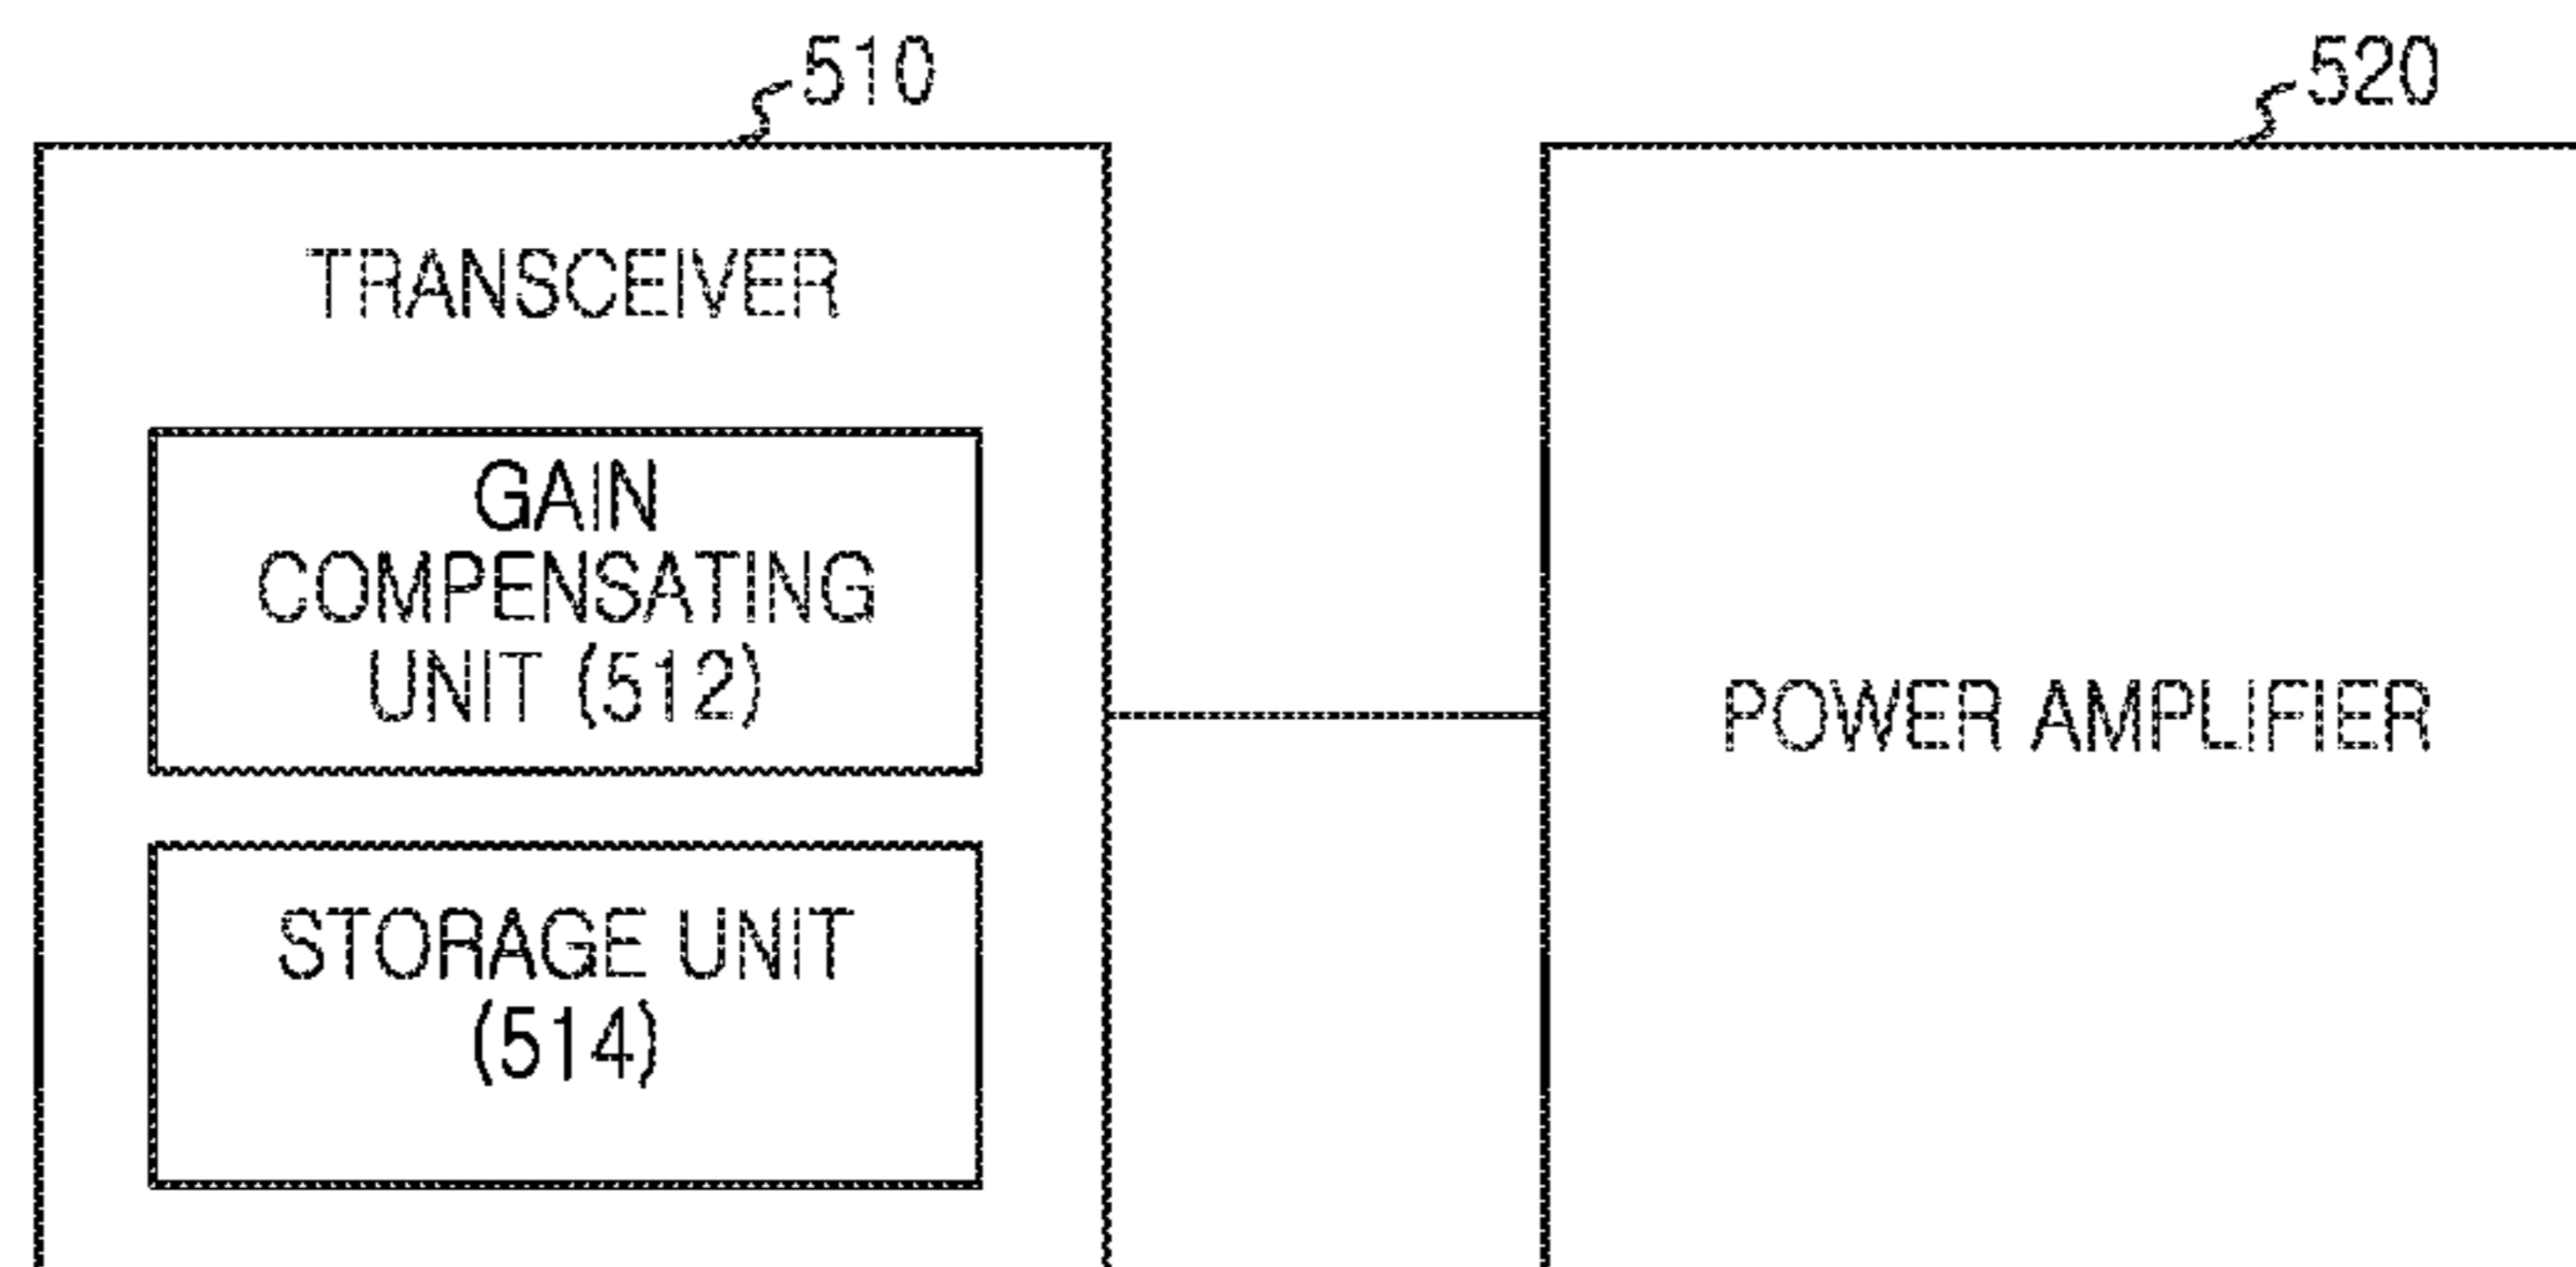 510
520
TRANSCEIVER
GAIN
COMPENSATING
UNIT (512)
POWER AMPLIFIER
STORAGE UNIT
(514)